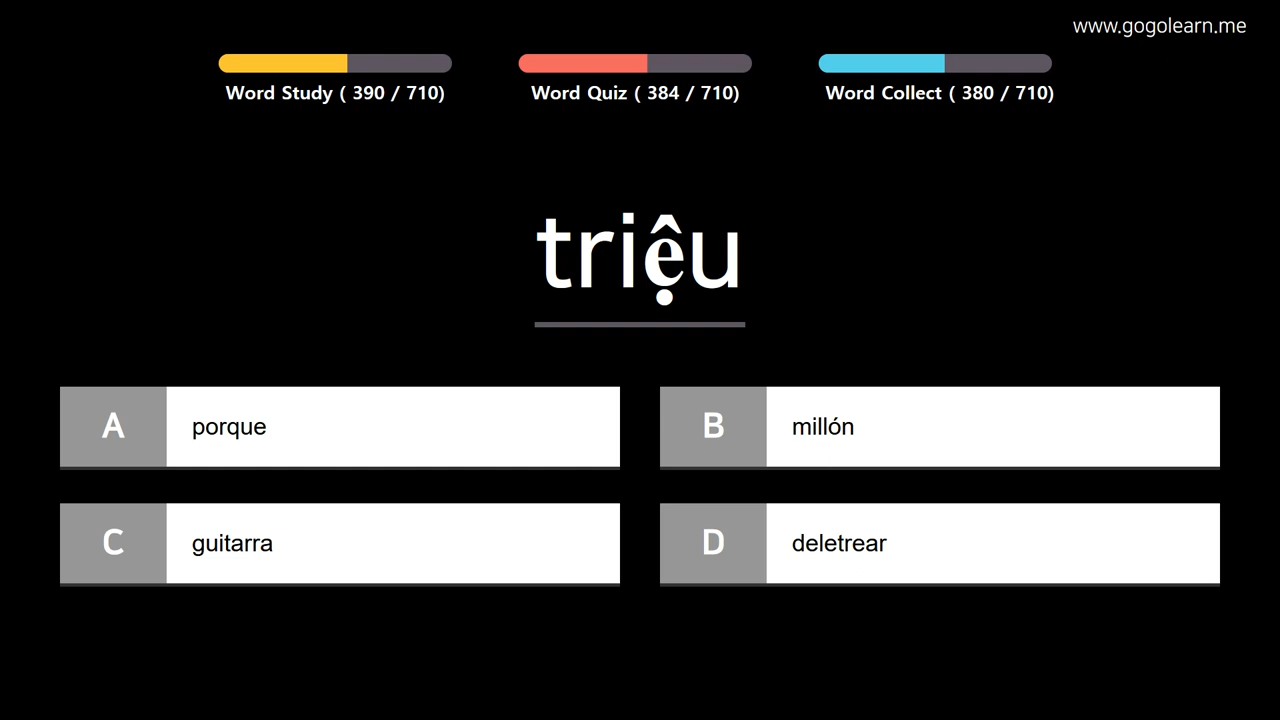 www.gogolearn.me
Word Study ( 390 / 710)
Word Quiz ( 384 / 710)
Word Collect ( 380 / 710)
triệu
A porque
B millón
C guitarra
D deletrear